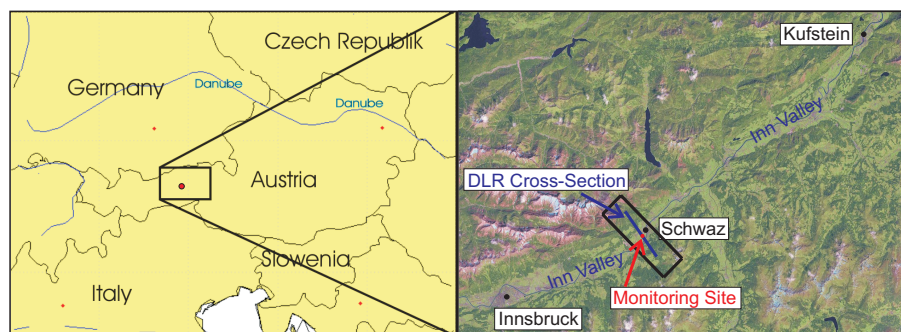 Czech Republik
Germany
Danube
Danube
Austria
Slowenia
Italy
Kufstein
Inn Valley
DLR Cross-Section
Schwaz
Inn Valley
Monitoring Site
Innsbruck